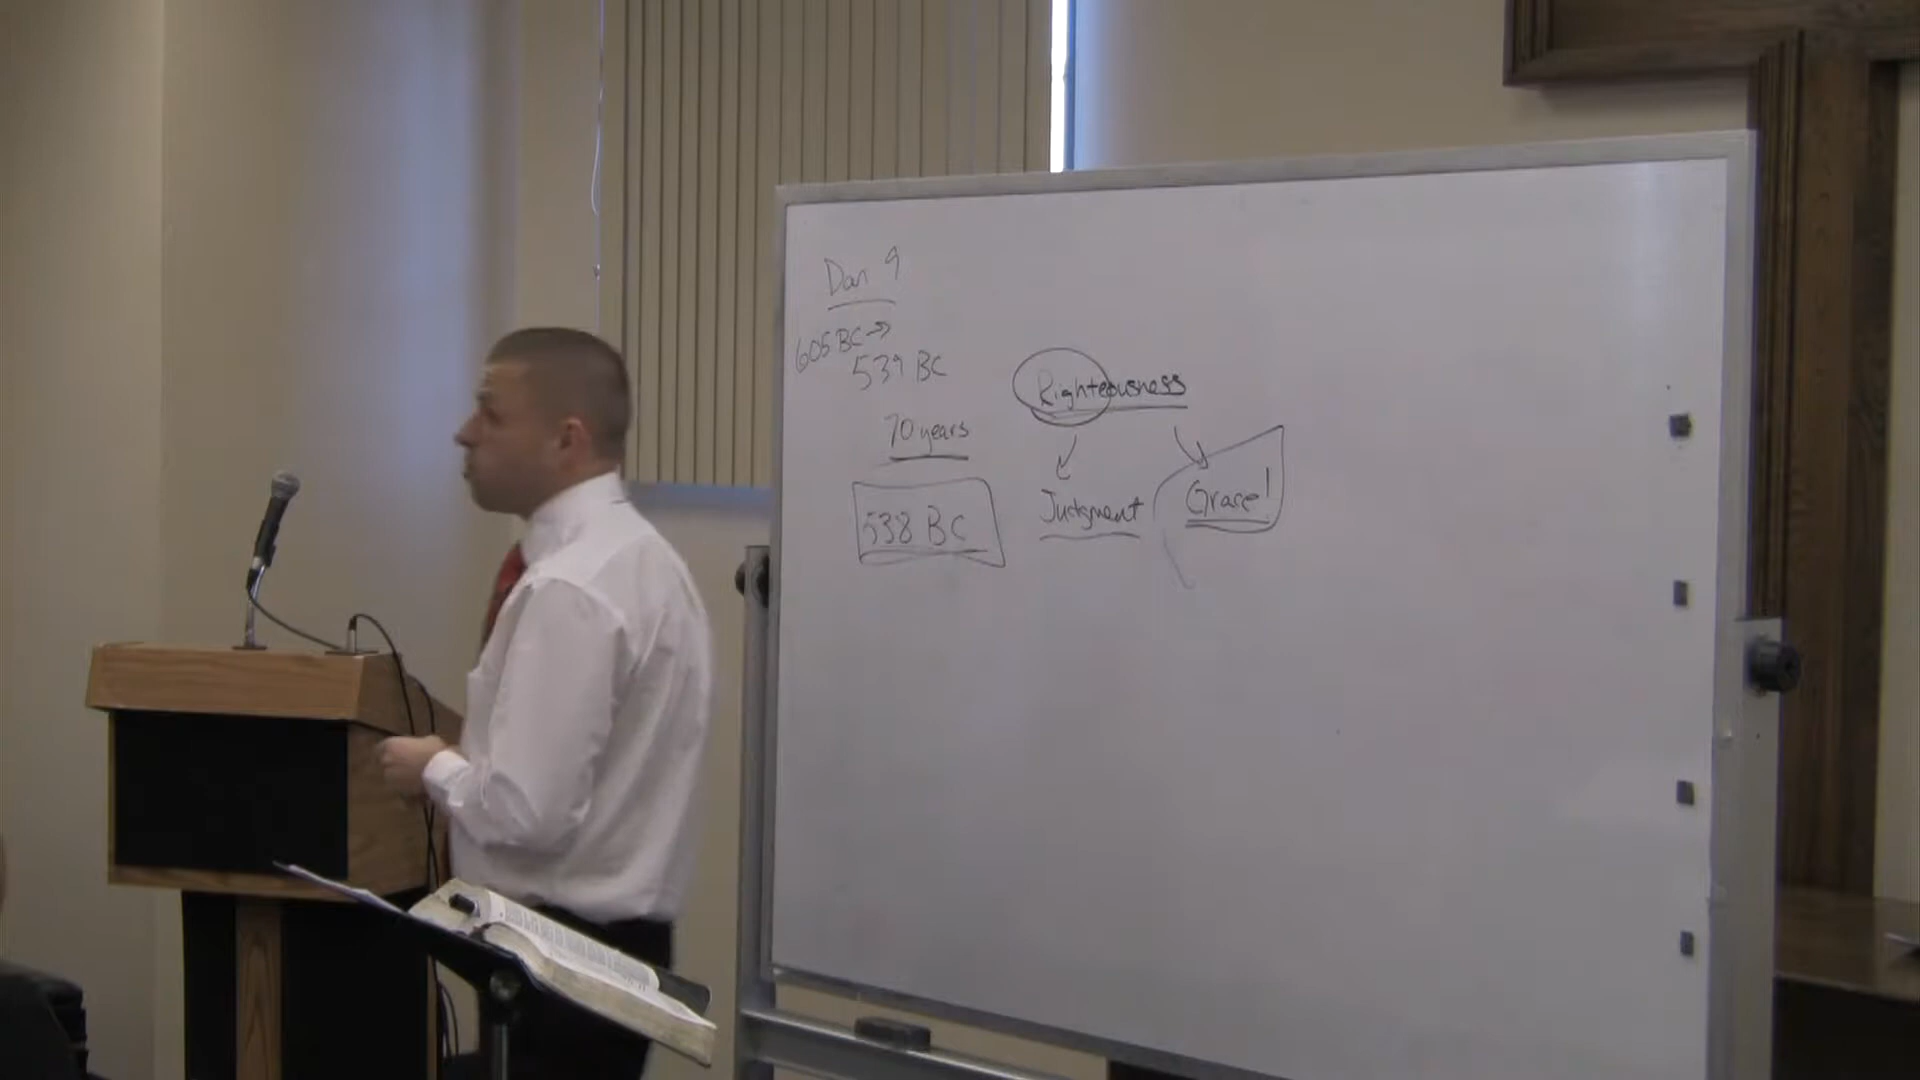 Dan 9
605 BC →
539 BC
70 years
538 BC
Righteousness
Judgment
Grace!